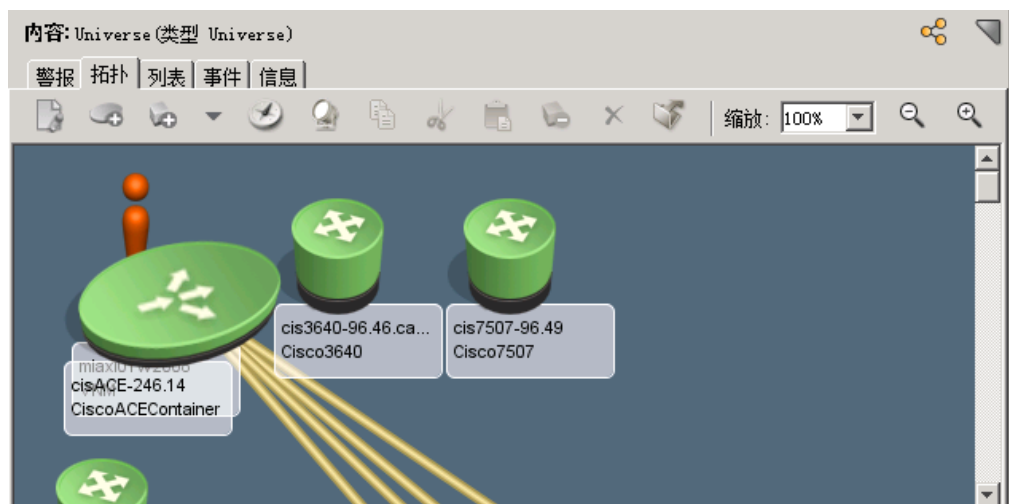 内容: Universe(类型 Universe)
警报 拓扑 列表 事件 信息
缩放: 100%
cis3640-96.46.ca...
Cisco3640
cis7507-96.49
Cisco7507
cisACE-246.14
VNM
CiscoACEContainer